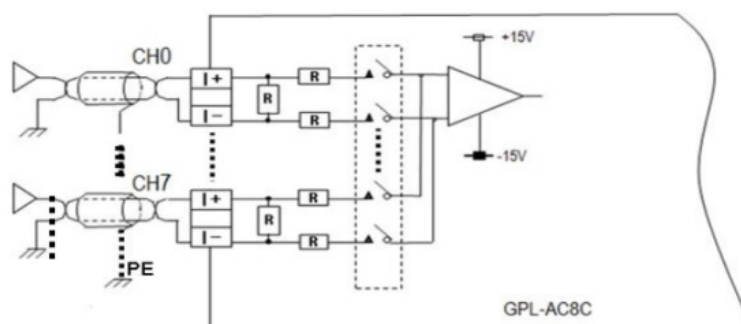 +15V
CH0
I+
R
R
I-
R
-15V
CH7
I+
R
R
I-
R
PE
GPL-AC8C